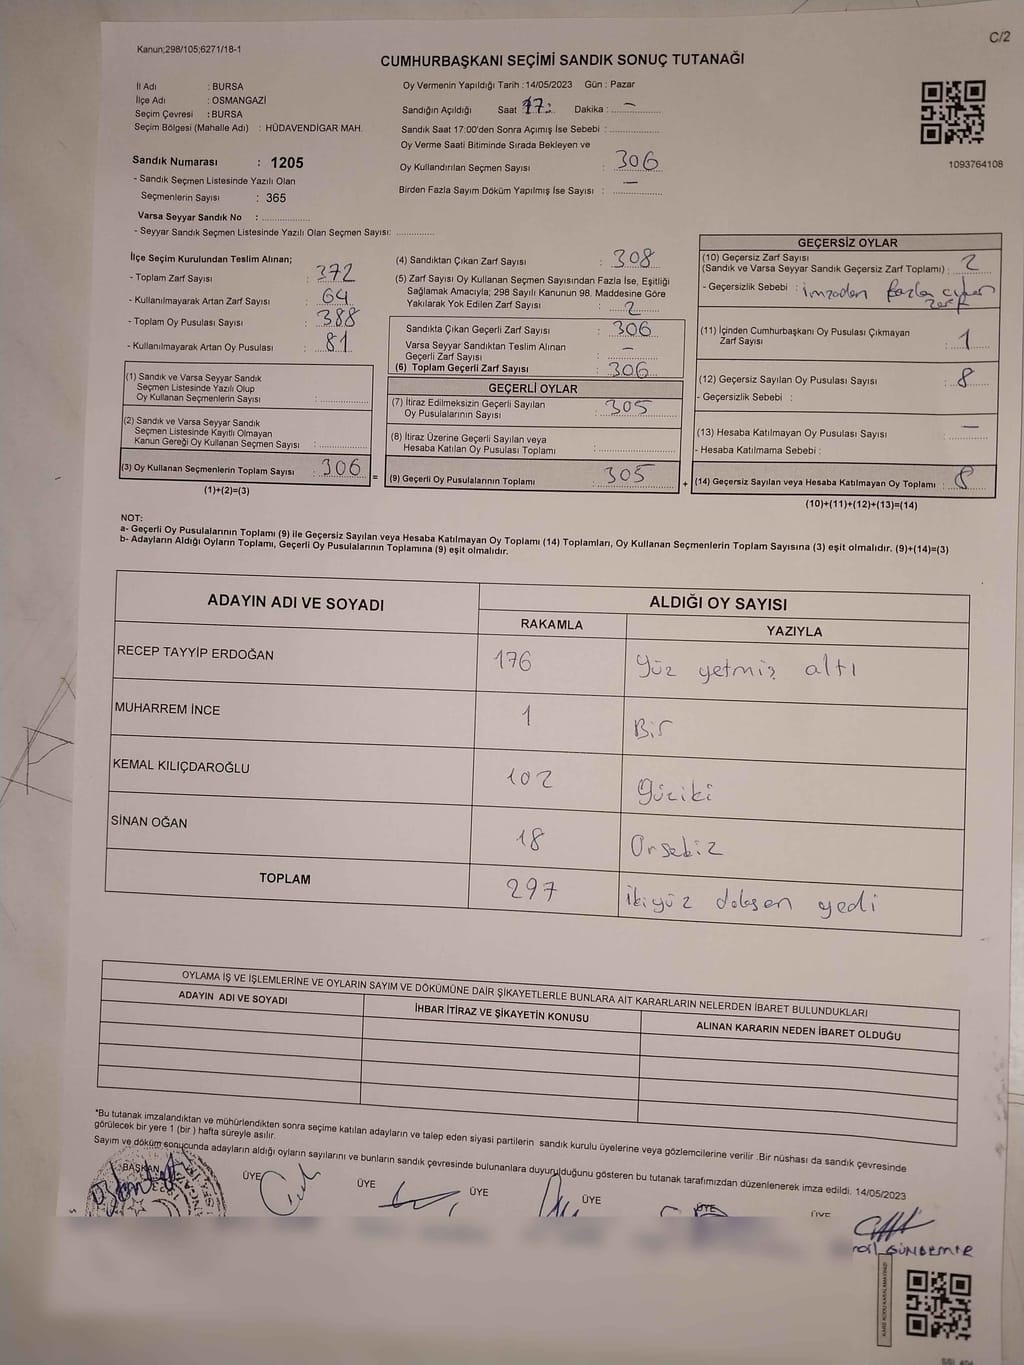 C/2
Kanun;298/105;6271/18-1
CUMHURBAŞKANI SEÇİMİ SANDIK SONUÇ TUTANAĞI
İl Adı : BURSA
İlçe Adı : OSMANGAZİ
Seçim Çevresi : BURSA
Seçim Bölgesi (Mahalle Adı) : HÜDAVENDİGAR MAH.
Sandık Numarası : 1205
- Sandık Seçmen Listesinde Yazılı Olan
Seçmenlerin Sayısı : 365
Varsa Seyyar Sandık No : ..............
- Seyyar Sandık Seçmen Listesinde Yazılı Olan Seçmen Sayısı: ............
Oy Vermenin Yapıldığı Tarih :14/05/2023 Gün : Pazar
Sandığın Açıldığı Saat 17: Dakika : —
Sandık Saat 17:00'den Sonra Açımış İse Sebebi : ..............
Oy Verme Saati Bitiminde Sırada Bekleyen ve
Oy Kullandırılan Seçmen Sayısı : 306
Birden Fazla Sayım Döküm Yapılmış İse Sayısı : —
1093764108
İlçe Seçim Kurulundan Teslim Alınan;
- Toplam Zarf Sayısı : 372
- Kullanılmayarak Artan Zarf Sayısı : 64
- Toplam Oy Pusulası Sayısı : 388
- Kullanılmayarak Artan Oy Pusulası : 81
(1) Sandık ve Varsa Seyyar Sandık
Seçmen Listesinde Yazılı Olup
Oy Kullanan Seçmenlerin Sayısı : ..............
(2) Sandık ve Varsa Seyyar Sandık
Seçmen Listesinde Kayıtlı Olmayan
Kanun Gereği Oy Kullanan Seçmen Sayısı : ..............
(3) Oy Kullanan Seçmenlerin Toplam Sayısı : 306 =
(1)+(2)=(3)
(4) Sandıktan Çıkan Zarf Sayısı : 308
(5) Zarf Sayısı Oy Kullanan Seçmen Sayısından Fazla İse, Eşitliği
Sağlamak Amacıyla; 298 Sayılı Kanunun 98. Maddesine Göre
Yakılarak Yok Edilen Zarf Sayısı : 2
Sandıkta Çıkan Geçerli Zarf Sayısı : 306
Varsa Seyyar Sandıktan Teslim Alınan
Geçerli Zarf Sayısı : —
(6) Toplam Geçerli Zarf Sayısı : 306
GEÇERLİ OYLAR
(7) İtiraz Edilmeksizin Geçerli Sayılan
Oy Pusulalarının Sayısı : 305
(8) İtiraz Üzerine Geçerli Sayılan veya
Hesaba Katılan Oy Pusulası Toplamı : ..............
(9) Geçerli Oy Pusulalarının Toplamı : 305 +
GEÇERSİZ OYLAR
(10) Geçersiz Zarf Sayısı
(Sandık ve Varsa Seyyar Sandık Geçersiz Zarf Toplamı) : 2
- Geçersizlik Sebebi : imzadan fazla çıkan
zarf
(11) İçinden Cumhurbaşkanı Oy Pusulası Çıkmayan
Zarf Sayısı : 1
(12) Geçersiz Sayılan Oy Pusulası Sayısı : 8
- Geçersizlik Sebebi :
(13) Hesaba Katılmayan Oy Pusulası Sayısı : —
- Hesaba Katılmama Sebebi :
(14) Geçersiz Sayılan veya Hesaba Katılmayan Oy Toplamı : 8
(10)+(11)+(12)+(13)=(14)
NOT:
a- Geçerli Oy Pusulalarının Toplamı (9) ile Geçersiz Sayılan veya Hesaba Katılmayan Oy Toplamı (14) Toplamları, Oy Kullanan Seçmenlerin Toplam Sayısına (3) eşit olmalıdır. (9)+(14)=(3)
b- Adayların Aldığı Oyların Toplamı, Geçerli Oy Pusulalarının Toplamına (9) eşit olmalıdır.
ADAYIN ADI VE SOYADI
ALDIĞI OY SAYISI
RAKAMLA YAZIYLA
RECEP TAYYİP ERDOĞAN 176 yüz yetmiş altı
MUHARREM İNCE 1 Bir
KEMAL KILIÇDAROĞLU 102 yüziki
SİNAN OĞAN 18 Onsekiz
TOPLAM 297 ikiyüz doksan yedi
OYLAMA İŞ VE İŞLEMLERİNE VE OYLARIN SAYIM VE DÖKÜMÜNE DAİR ŞİKAYETLERLE BUNLARA AİT KARARLARIN NELERDEN İBARET BULUNDUKLARI
ADAYIN ADI VE SOYADI İHBAR İTİRAZ VE ŞİKAYETİN KONUSU ALINAN KARARIN NEDEN İBARET OLDUĞU
*Bu tutanak imzalandıktan ve mühürlendikten sonra seçime katılan adayların ve talep eden siyasi partilerin sandık kurulu üyelerine veya gözlemcilerine verilir .Bir nüshası da sandık çevresinde
görülecek bir yere 1 (bir ) hafta süreyle asılır.
Sayım ve döküm sonucunda adayların aldığı oyların sayılarını ve bunların sandık çevresinde bulunanlara duyurulduğunu gösteren bu tutanak tarafımızdan düzenlenerek imza edildi. 14/05/2023
BAŞKAN ÜYE ÜYE ÜYE ÜYE ÜYE ÜYE
GÜNDEMİR